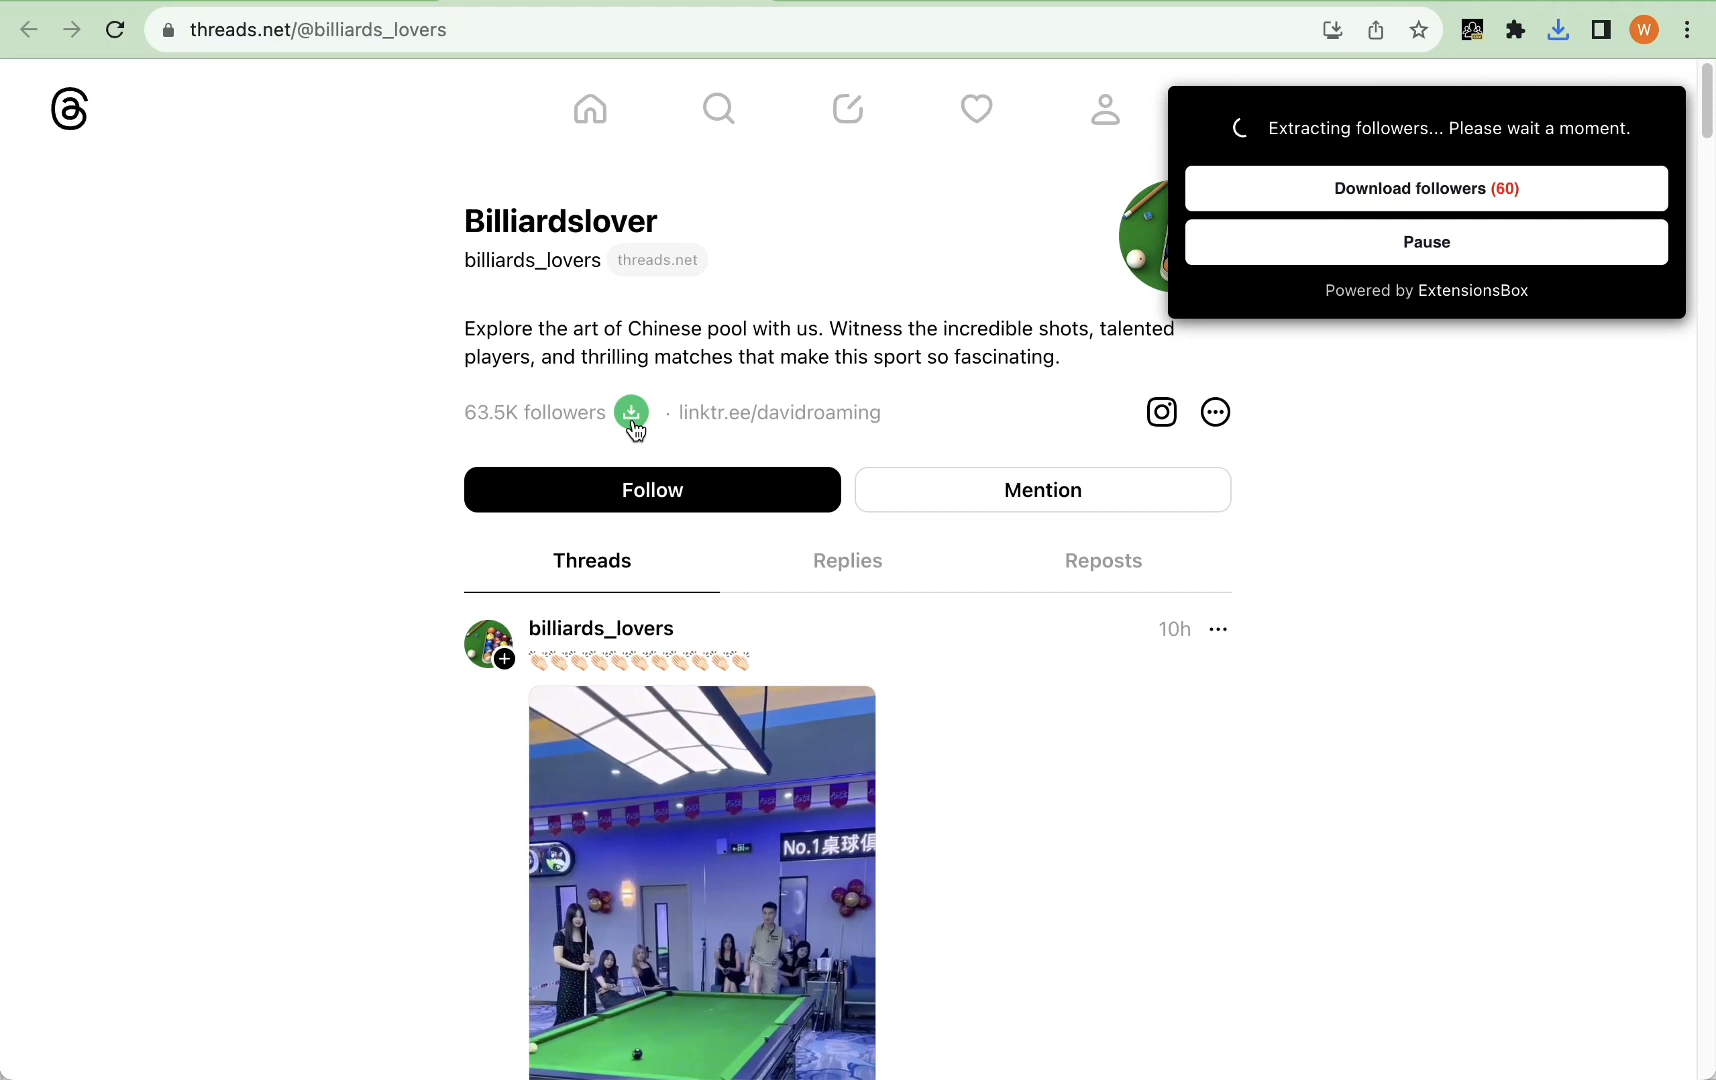 threads.net/@billiards_lovers
W
Extracting followers... Please wait a moment.
Download followers (60)
Pause
Powered by ExtensionsBox
Billiardslover
billiards_lovers threads.net
Explore the art of Chinese pool with us. Witness the incredible shots, talented
players, and thrilling matches that make this sport so fascinating.
63.5K followers · linktr.ee/davidroaming
Follow
Mention
Threads
Replies
Reposts
billiards_lovers
10h
👏🏻👏🏻👏🏻👏🏻👏🏻👏🏻👏🏻👏🏻👏🏻👏🏻👏🏻
No.1桌球俱